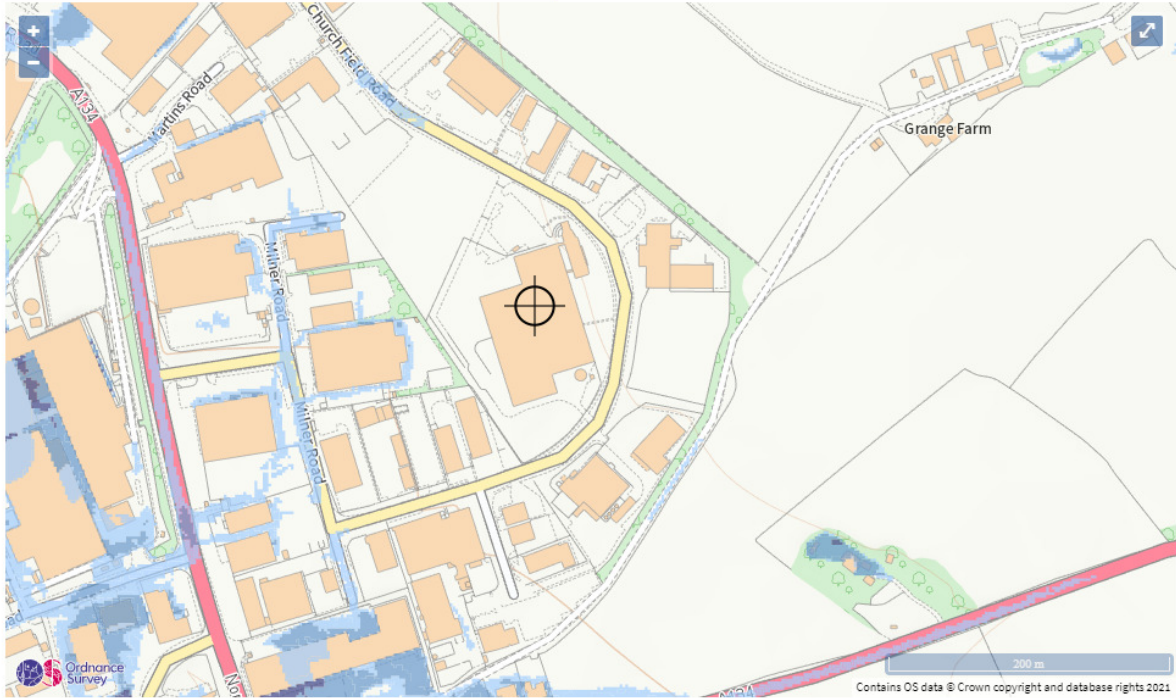 +
−
Church Field Road
Martins Road
A134
Grange Farm
Milner Road
Milner Road
Ordnance
Survey
200 m
A134
Contains OS data © Crown copyright and database rights 2021